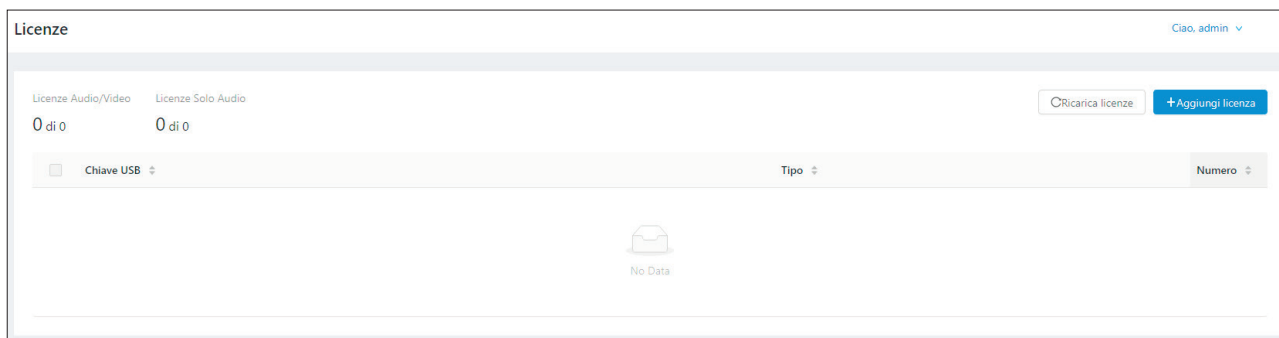 Licenze
Ciao, admin
Licenze Audio/Video
Licenze Solo Audio
0 di 0
0 di 0
Ricarica licenze
+Aggiungi licenza
Chiave USB
Tipo
Numero
No Data